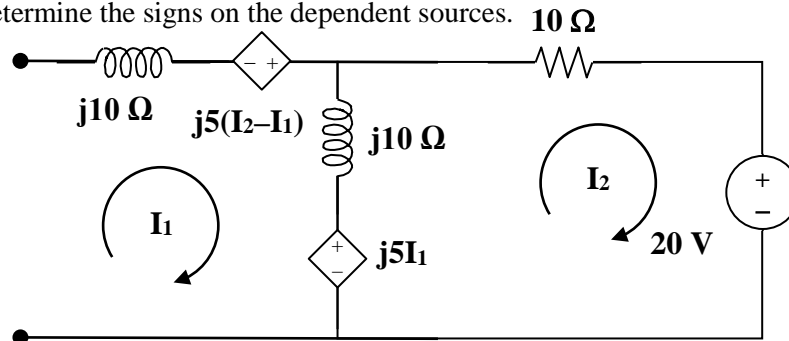 etermine the signs on the dependent sources.
10 Ω
− +
j10 Ω
j5(I₂–I₁)
j10 Ω
I₁
I₂
+
−
20 V
+
−
j5I₁